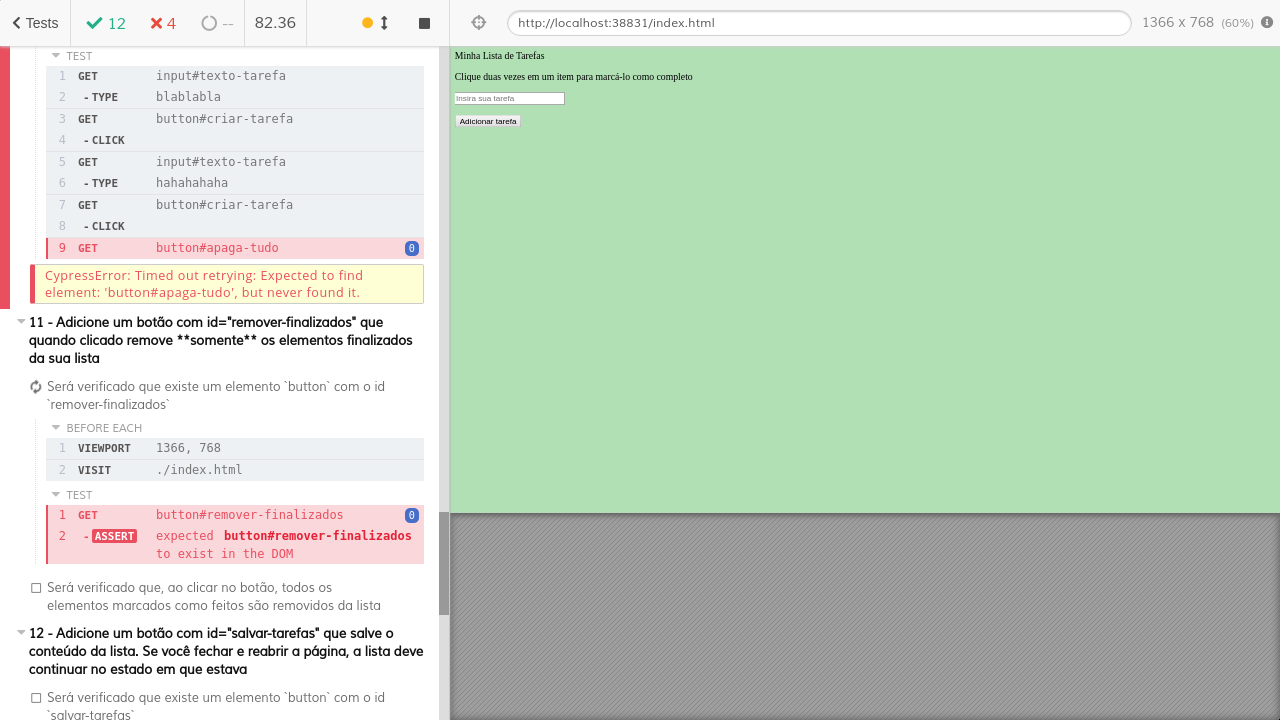 Tests
12
4
--
82.36
http://localhost:38831/index.html
1366 x 768 (60%)
TEST
1 GET input#texto-tarefa
2 - TYPE blablabla
3 GET button#criar-tarefa
4 - CLICK
5 GET input#texto-tarefa
6 - TYPE hahahahaha
7 GET button#criar-tarefa
8 - CLICK
9 GET button#apaga-tudo 0
CypressError: Timed out retrying: Expected to find
element: 'button#apaga-tudo', but never found it.
11 - Adicione um botão com id="remover-finalizados" que
quando clicado remove **somente** os elementos finalizados
da sua lista
Será verificado que existe um elemento `button` com o id
`remover-finalizados`
BEFORE EACH
1 VIEWPORT 1366, 768
2 VISIT ./index.html
TEST
1 GET button#remover-finalizados 0
2 - ASSERT expected button#remover-finalizados
to exist in the DOM
Será verificado que, ao clicar no botão, todos os
elementos marcados como feitos são removidos da lista
12 - Adicione um botão com id="salvar-tarefas" que salve o
conteúdo da lista. Se você fechar e reabrir a página, a lista deve
continuar no estado em que estava
Será verificado que existe um elemento `button` com o id
`salvar-tarefas`
Minha Lista de Tarefas
Clique duas vezes em um item para marcá-lo como completo
Insira sua tarefa
Adicionar tarefa